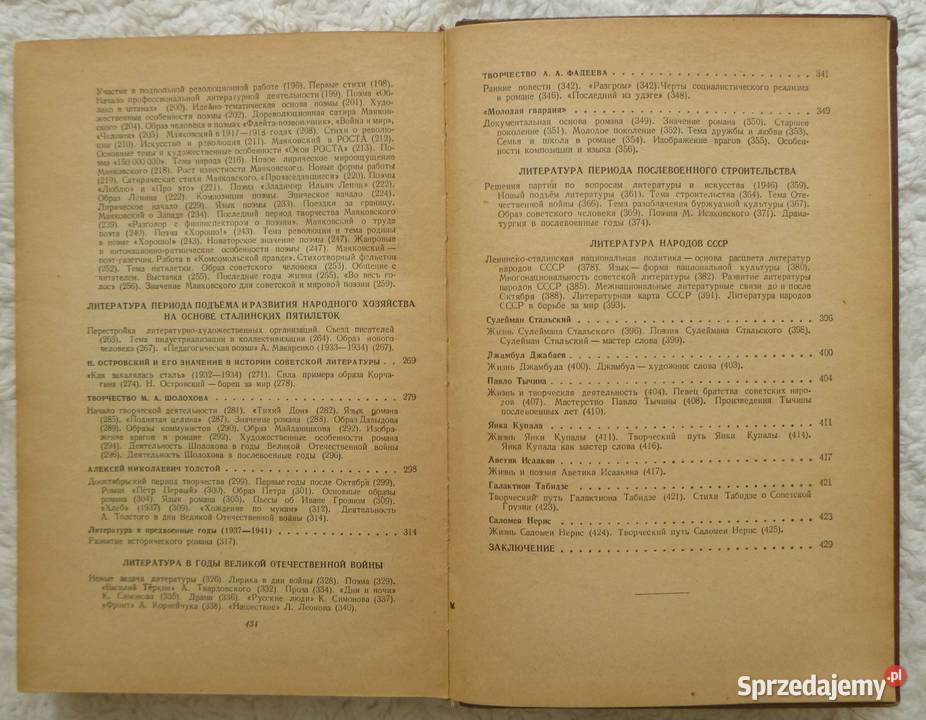 Участие в подпольной революционной работе (196). Первые стихи (198).
Начало профессиональной литературной деятельности (199). Поэма «Об-
лако в штанах» (200). Идейно-тематическая основа поэмы (201). Худо-
жественные особенности поэмы (202). Дореволюционная сатира Маяков-
ского (204). Образ человека в поэмах «Флейта-позвоночник», «Война и мир»,
«Человек» (205). Маяковский в 1917—1918 годах (208). Стихи о револю-
ции (210). Искусство и революция (211). Маяковский в РОСТА (212).
Основные темы и художественные особенности «Окон РОСТА» (213). По-
эма «150 000 000». Тема народа (216). Новое лирическое мироощущение
Маяковского (218). Рост известности Маяковского. Новые формы работы
(219). Сатирические стихи Маяковского. «Прозаседавшиеся» (220). Поэмы
«Люблю» и «Про это» (221). Поэма «Владимир Ильич Ленин» (222).
Образ Ленина (222). Композиция поэмы. Эпическое начало (224).
Лирическое начало (229). Язык поэмы (233). Поездки за границу.
Маяковский о Западе (234). Последний период творчества Маяковского
(239). «Разговор с фининспектором о поэзии». Маяковский о труде
поэта (240). Поэма «Хорошо!» (243). Тема революции и тема родины
в поэме «Хорошо!» (243). Новаторское значение поэмы (247). Жанровые
и интонационно-ритмические особенности поэмы (247). Маяковский —
поэт-газетчик. Работа в «Комсомольской правде». Стихотворный фельетон
(252). Тема пятилетки. Образ советского человека (253). Общение с
читателем. Выставка (255). Последние годы жизни (255). «Во весь го-
лос» (256). Значение Маяковского для советской и мировой поэзии (259).
ЛИТЕРАТУРА ПЕРИОДА ПОДЪЁМА И РАЗВИТИЯ НАРОДНОГО ХОЗЯЙСТВА
НА ОСНОВЕ СТАЛИНСКИХ ПЯТИЛЕТОК
Перестройка литературно-художественных организаций. Съезд писателей
(263). Тема индустриализации и коллективизации (264). Образ нового
человека (267). «Педагогическая поэма» А. Макаренко (1933—1934) (267).
Н. ОСТРОВСКИЙ И ЕГО ЗНАЧЕНИЕ В ИСТОРИИ СОВЕТСКОЙ ЛИТЕРАТУРЫ . . . 269
«Как закалялась сталь» (1932—1934) (271). Сила примера образа Корча-
гина (274). Н. Островский — борец за мир (278).
ТВОРЧЕСТВО М. А. ШОЛОХОВА . . . 279
Начало творческой деятельности (281). «Тихий Дон» (282). Язык романа
(285). «Поднятая целина» (287). Значение романа (283). Образ Давыдова
(289). Образы коммунистов (290). Образ Майданникова (292). Изобра-
жение врагов в романе (292). Художественные особенности романа
(294). Деятельность Шолохова в годы Великой Отечественной войны
(296). Деятельность Шолохова в послевоенные годы (296).
АЛЕКСЕЙ НИКОЛАЕВИЧ ТОЛСТОЙ . . . 298
Дооктябрьский период творчества (299). Первые годы после Октября (299).
Роман «Пётр Первый» (300). Образ Петра (301). Основные образы
романа (304). Язык романа (305). Пьесы об Иване Грозном (309).
«Хлеб» (1937) (309). «Хождение по мукам» (312). Деятельность
А. Толстого в дни Великой Отечественной войны (314).
Литература в предвоенные годы (1937—1941) . . . 314
Развитие исторического романа (317).
ЛИТЕРАТУРА В ГОДЫ ВЕЛИКОЙ ОТЕЧЕСТВЕННОЙ ВОЙНЫ
Новые задачи литературы (326). Лирика в дни войны (328). Поэма (329).
«Василий Тёркин» А. Твардовского (332). Проза (334). «Дни и ночи»
К. Симонова (335). Драма (336). «Русские люди» К. Симонова (337).
«Фронт» А. Корнейчука (338). «Нашествие» Л. Леонова (340).
434
ТВОРЧЕСТВО А. А. ФАДЕЕВА . . . 341
Ранние повести (342). «Разгром» (342). Черты социалистического реализма
в романе (346). «Последний из удэге» (348).
«Молодая гвардия» . . . 349
Документальная основа романа (349). Значение романа (350). Старшее
поколение (351). Молодое поколение (352). Тема дружбы и любви (353).
Семья и школа в романе (354). Изображение врагов (355). Особен-
ности композиции и языка (356).
ЛИТЕРАТУРА ПЕРИОДА ПОСЛЕВОЕННОГО СТРОИТЕЛЬСТВА
Решения партии по вопросам литературы и искусства (1946) (359).
Новый подъём литературы (361). Тема строительства (364). Тема Оте-
чественной войны (366). Тема разоблачения буржуазной культуры (367).
Образ советского человека (369). Поэзия М. Исаковского (371). Драма-
тургия в послевоенные годы (374).
ЛИТЕРАТУРА НАРОДОВ СССР
Ленинско-сталинская национальная политика — основа расцвета литератур
народов СССР (378). Язык — форма национальной культуры (380).
Многонациональность советской литературы (382). Развитие литературы
народов СССР (385). Межнациональные литературные связи до и после
Октября (388). Литературная карта СССР (391). Литература народов
СССР в борьбе за мир (393).
Сулейман Стальский . . . 396
Жизнь Сулеймана Стальского (396). Поэзия Сулеймана Стальского (398).
Сулейман Стальский — мастер слова (399).
Джамбул Джабаев . . . 400
Жизнь Джамбула (400). Джамбул — художник слова (403).
Павло Тычина . . . 404
Жизнь и творческая деятельность (404). Певец братства советских на-
родов (407). Мастерство Павло Тычины (408). Произведения Тычины
послевоенных лет (410).
Янка Купала . . . 411
Жизнь Янки Купалы (411). Творческий путь Янки Купалы (414).
Янка Купала как мастер слова (416).
Аветик Исаакян . . . 417
Жизнь и поэзия Аветика Исаакяна (417).
Галактион Табидзе . . . 421
Творческий путь Галактиона Табидзе (421). Стихи Табидзе о Советской
Грузии (423).
Саломея Нерис . . . 423
Жизнь Саломеи Нерис (424). Творческий путь Саломеи Нерис (425).
ЗАКЛЮЧЕНИЕ . . . 429
Sprzedajemy.pl